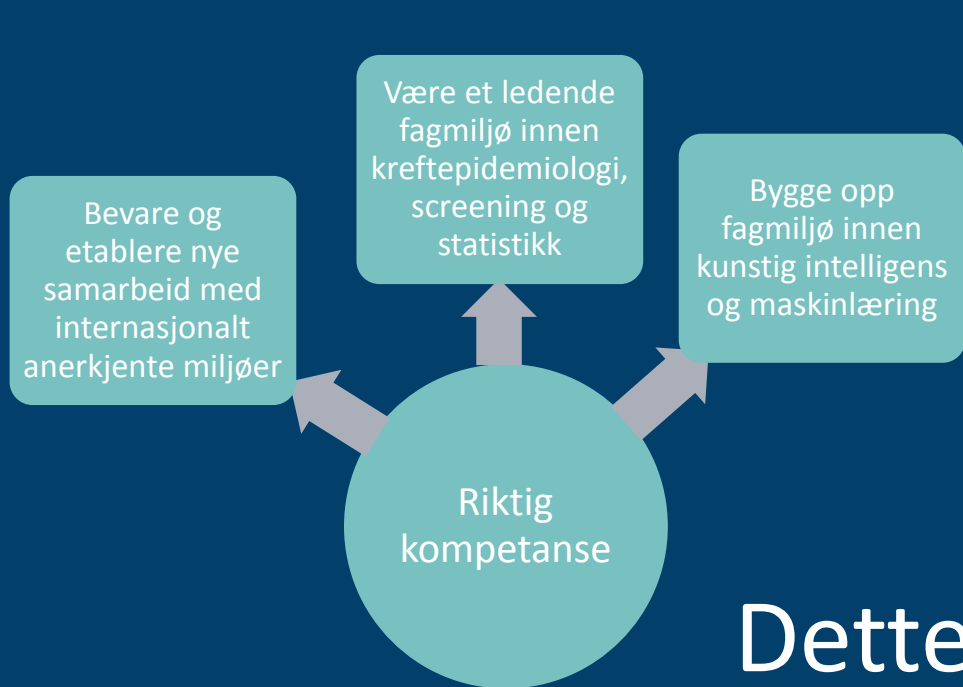 Være et ledende
fagmiljø innen
kreftepidemiologi,
screening og
statistikk
Bygge opp
fagmiljø innen
kunstig intelligens
og maskinlæring
Bevare og
etablere nye
samarbeid med
internasjonalt
anerkjente miljøer
Riktig
kompetanse
Dette